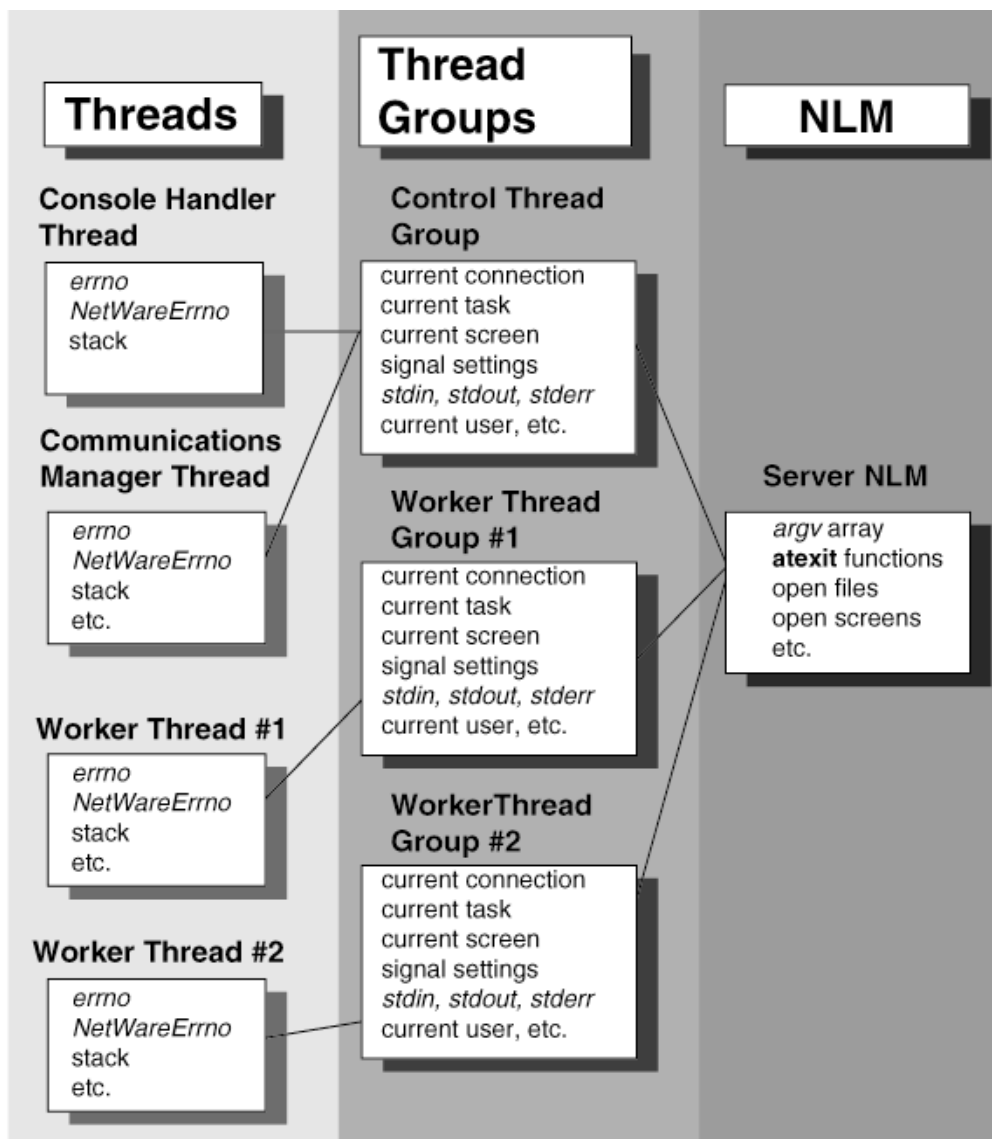 Threads
Console Handler
Thread
errno
NetWareErrno
stack
Communications
Manager Thread
errno
NetWareErrno
stack
etc.
Worker Thread #1
errno
NetWareErrno
stack
etc.
Worker Thread #2
errno
NetWareErrno
stack
etc.
Thread
Groups
Control Thread
Group
current connection
current task
current screen
signal settings
stdin, stdout, stderr
current user, etc.
Worker Thread
Group #1
current connection
current task
current screen
signal settings
stdin, stdout, stderr
current user, etc.
WorkerThread
Group #2
current connection
current task
current screen
signal settings
stdin, stdout, stderr
current user, etc.
NLM
Server NLM
argv array
atexit functions
open files
open screens
etc.